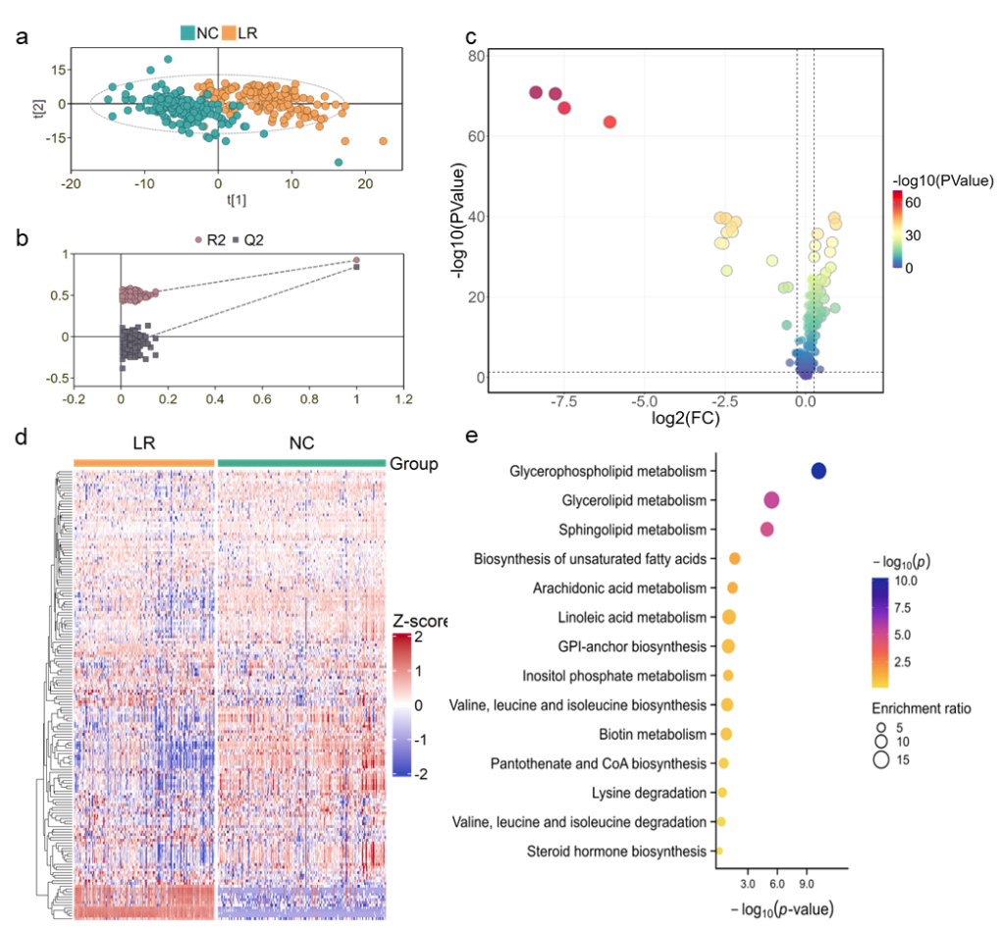 a
NC LR
15
0
-15
t[2]
-20 -10 0 10 20
t[1]
b
R2 Q2
1
0.5
0
-0.5
-0.2 0 0.2 0.4 0.6 0.8 1 1.2
c
80
60
40
20
0
-log10(PValue)
-7.5 -5.0 -2.5 0.0
log2(FC)
-log10(PValue)
60
30
0
d
LR NC
Group
Z-score
2
1
0
-1
-2
e
Glycerophospholipid metabolism
Glycerolipid metabolism
Sphingolipid metabolism
Biosynthesis of unsaturated fatty acids
Arachidonic acid metabolism
Linoleic acid metabolism
GPI-anchor biosynthesis
Inositol phosphate metabolism
Valine, leucine and isoleucine biosynthesis
Biotin metabolism
Pantothenate and CoA biosynthesis
Lysine degradation
Valine, leucine and isoleucine degradation
Steroid hormone biosynthesis
3.0 6.0 9.0
−log10(p-value)
−log10(p)
10.0
7.5
5.0
2.5
Enrichment ratio
5
10
15